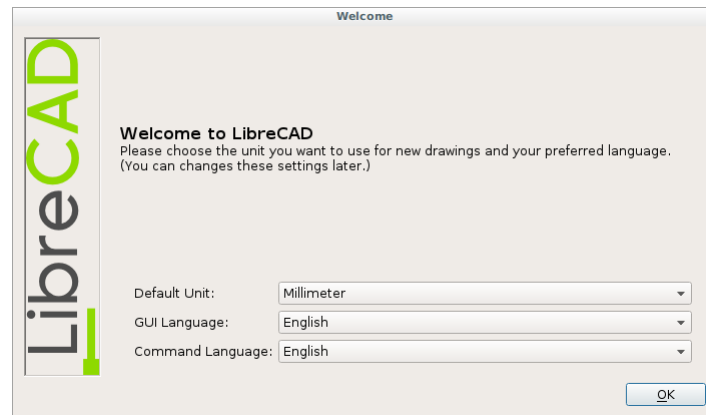 Welcome
LibreCAD
Welcome to LibreCAD
Please choose the unit you want to use for new drawings and your preferred language.
(You can changes these settings later.)
Default Unit: Millimeter
GUI Language: English
Command Language: English
OK